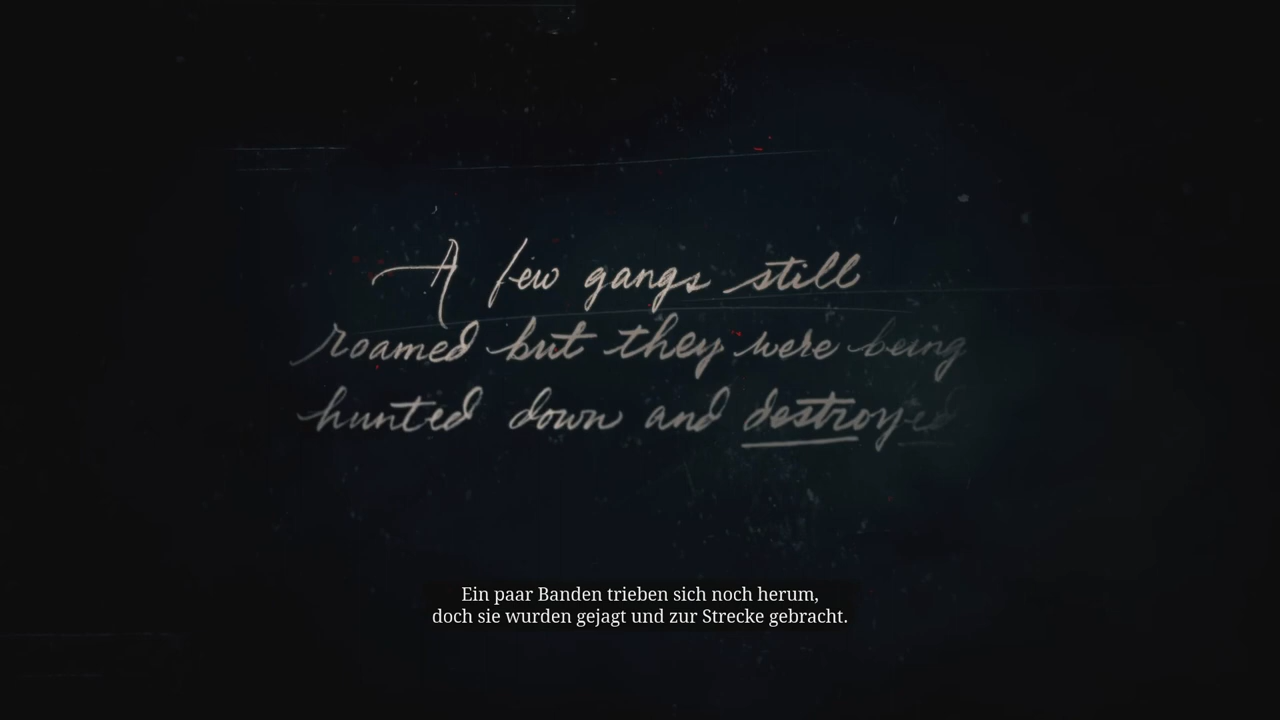 A few gangs still
roamed but they were being
hunted down and destroyed
Ein paar Banden trieben sich noch herum,
doch sie wurden gejagt und zur Strecke gebracht.